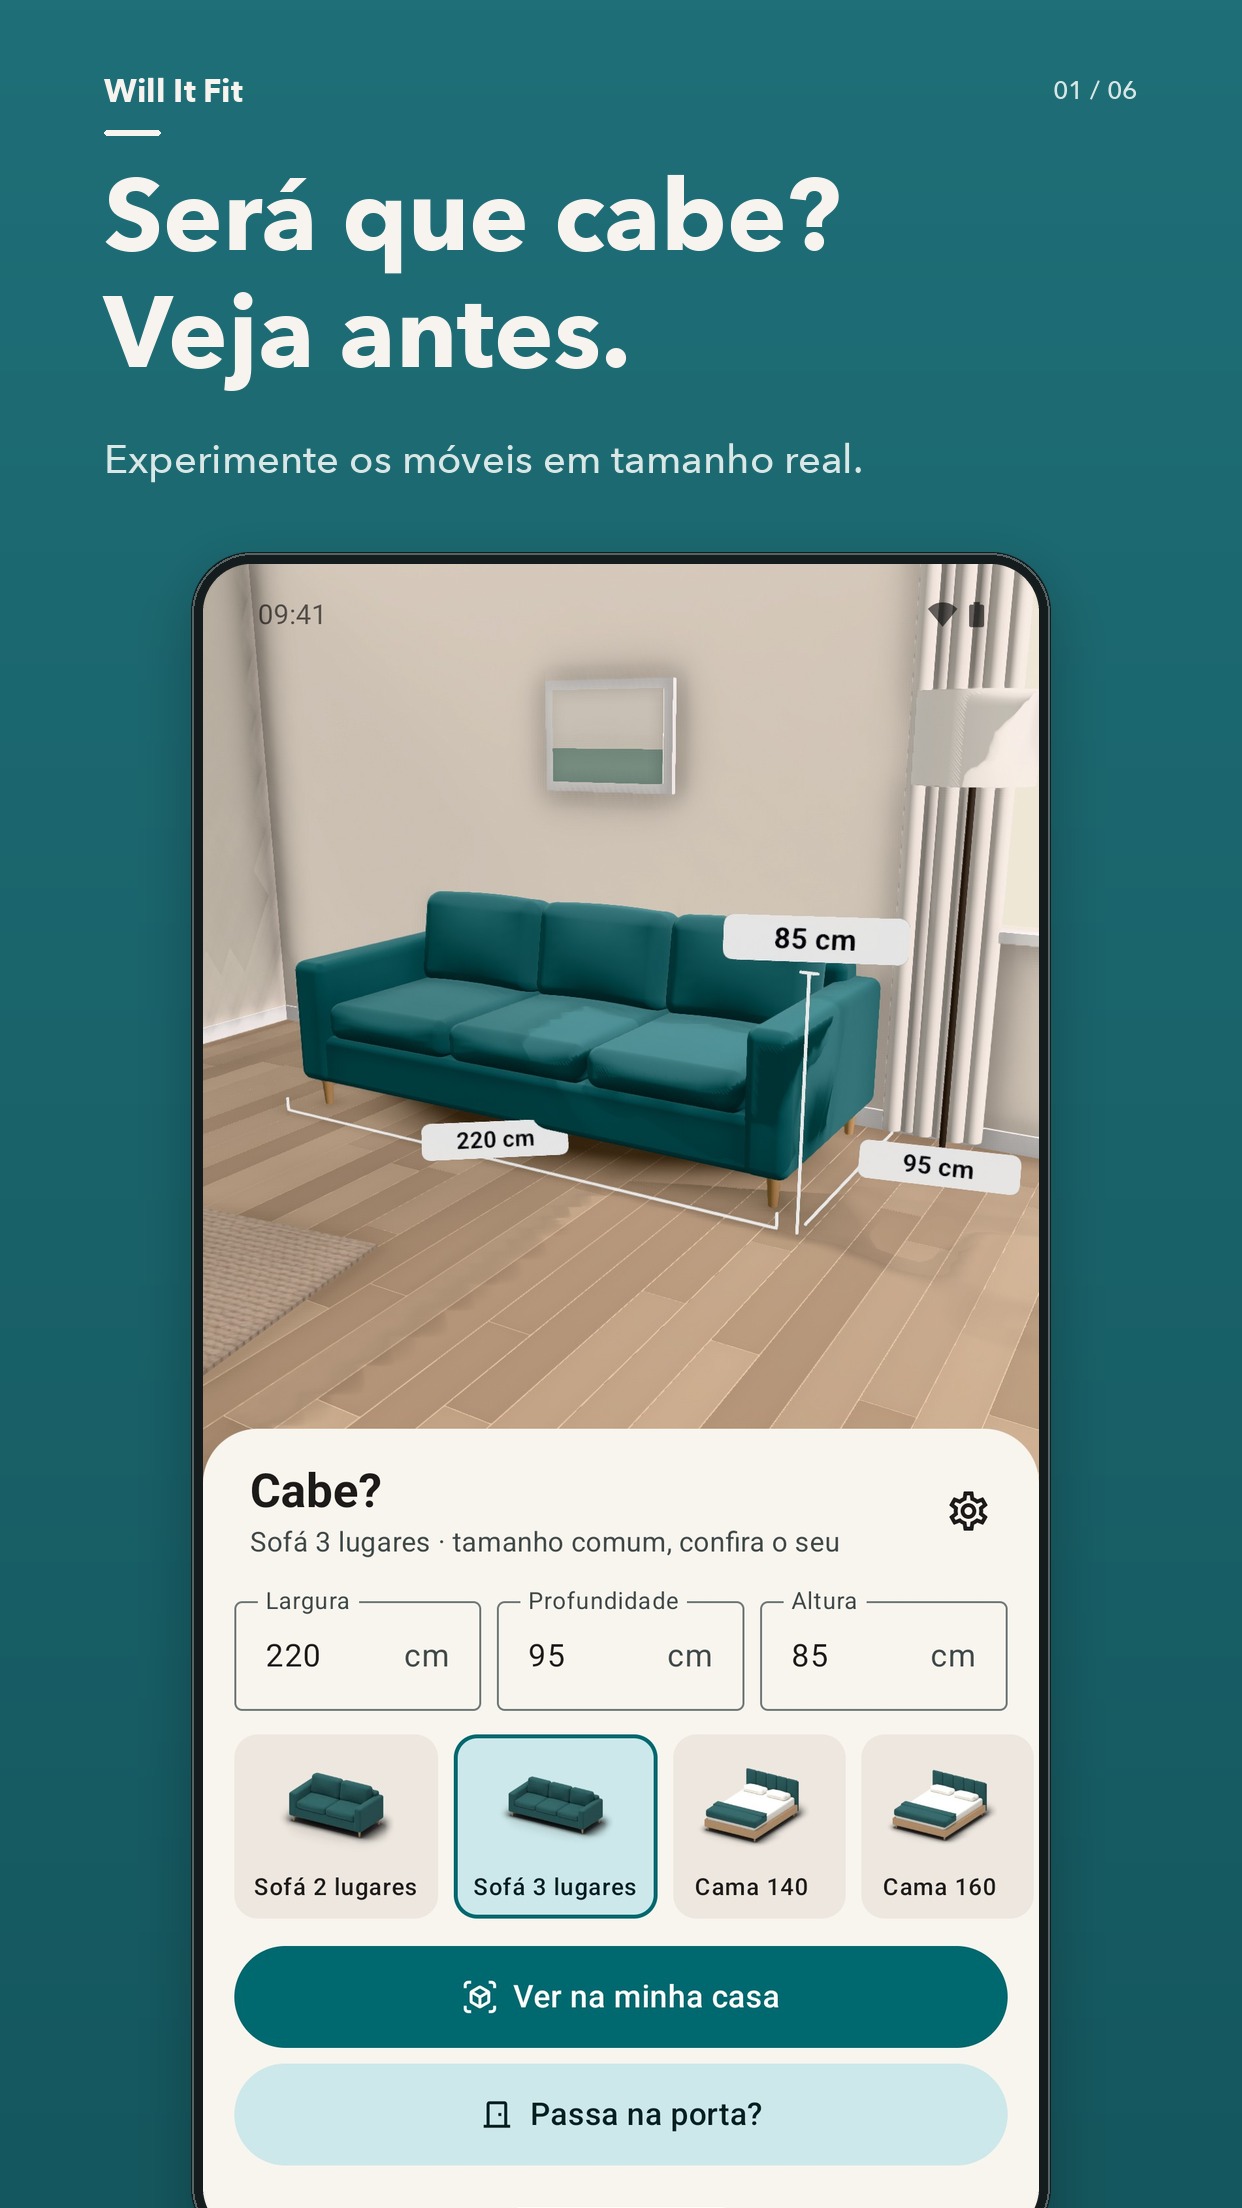 Will It Fit
01 / 06
Será que cabe?
Veja antes.
Experimente os móveis em tamanho real.
09:41
85 cm
220 cm
95 cm
Cabe?
Sofá 3 lugares · tamanho comum, confira o seu
Largura
Profundidade
Altura
220 cm
95 cm
85 cm
Sofá 2 lugares
Sofá 3 lugares
Cama 140
Cama 160
Ver na minha casa
Passa na porta?